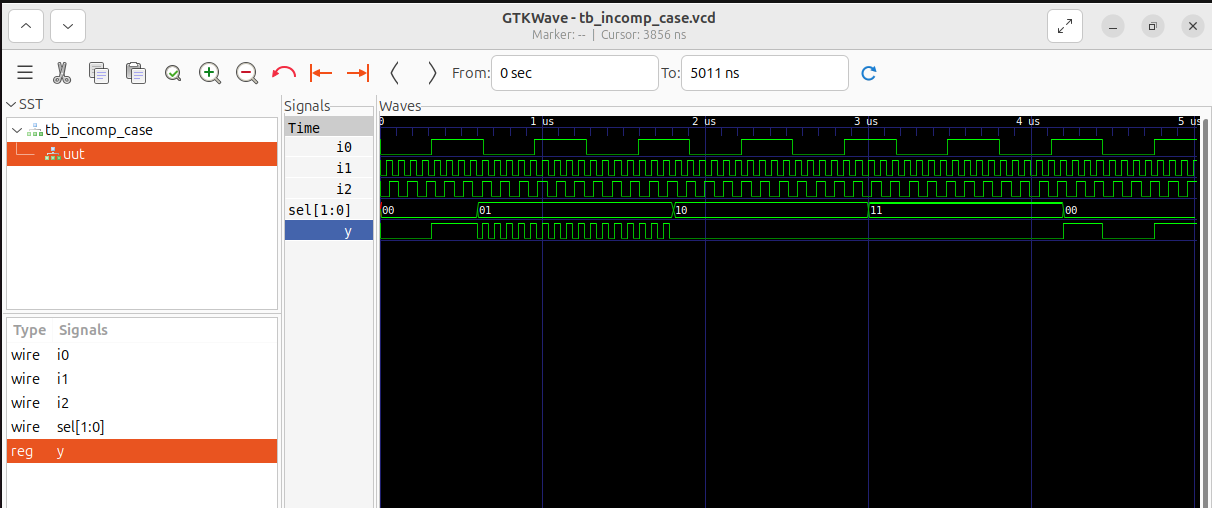 GTKWave - tb_incomp_case.vcd
Marker: -- | Cursor: 3856 ns
From: 0 sec To: 5011 ns
SST
tb_incomp_case
uut
Type Signals
wire i0
wire i1
wire i2
wire sel[1:0]
reg y
Signals
Time
i0
i1
i2
sel[1:0]
y
Waves
0 1 us 2 us 3 us 4 us 5 us
00 01 10 11 00